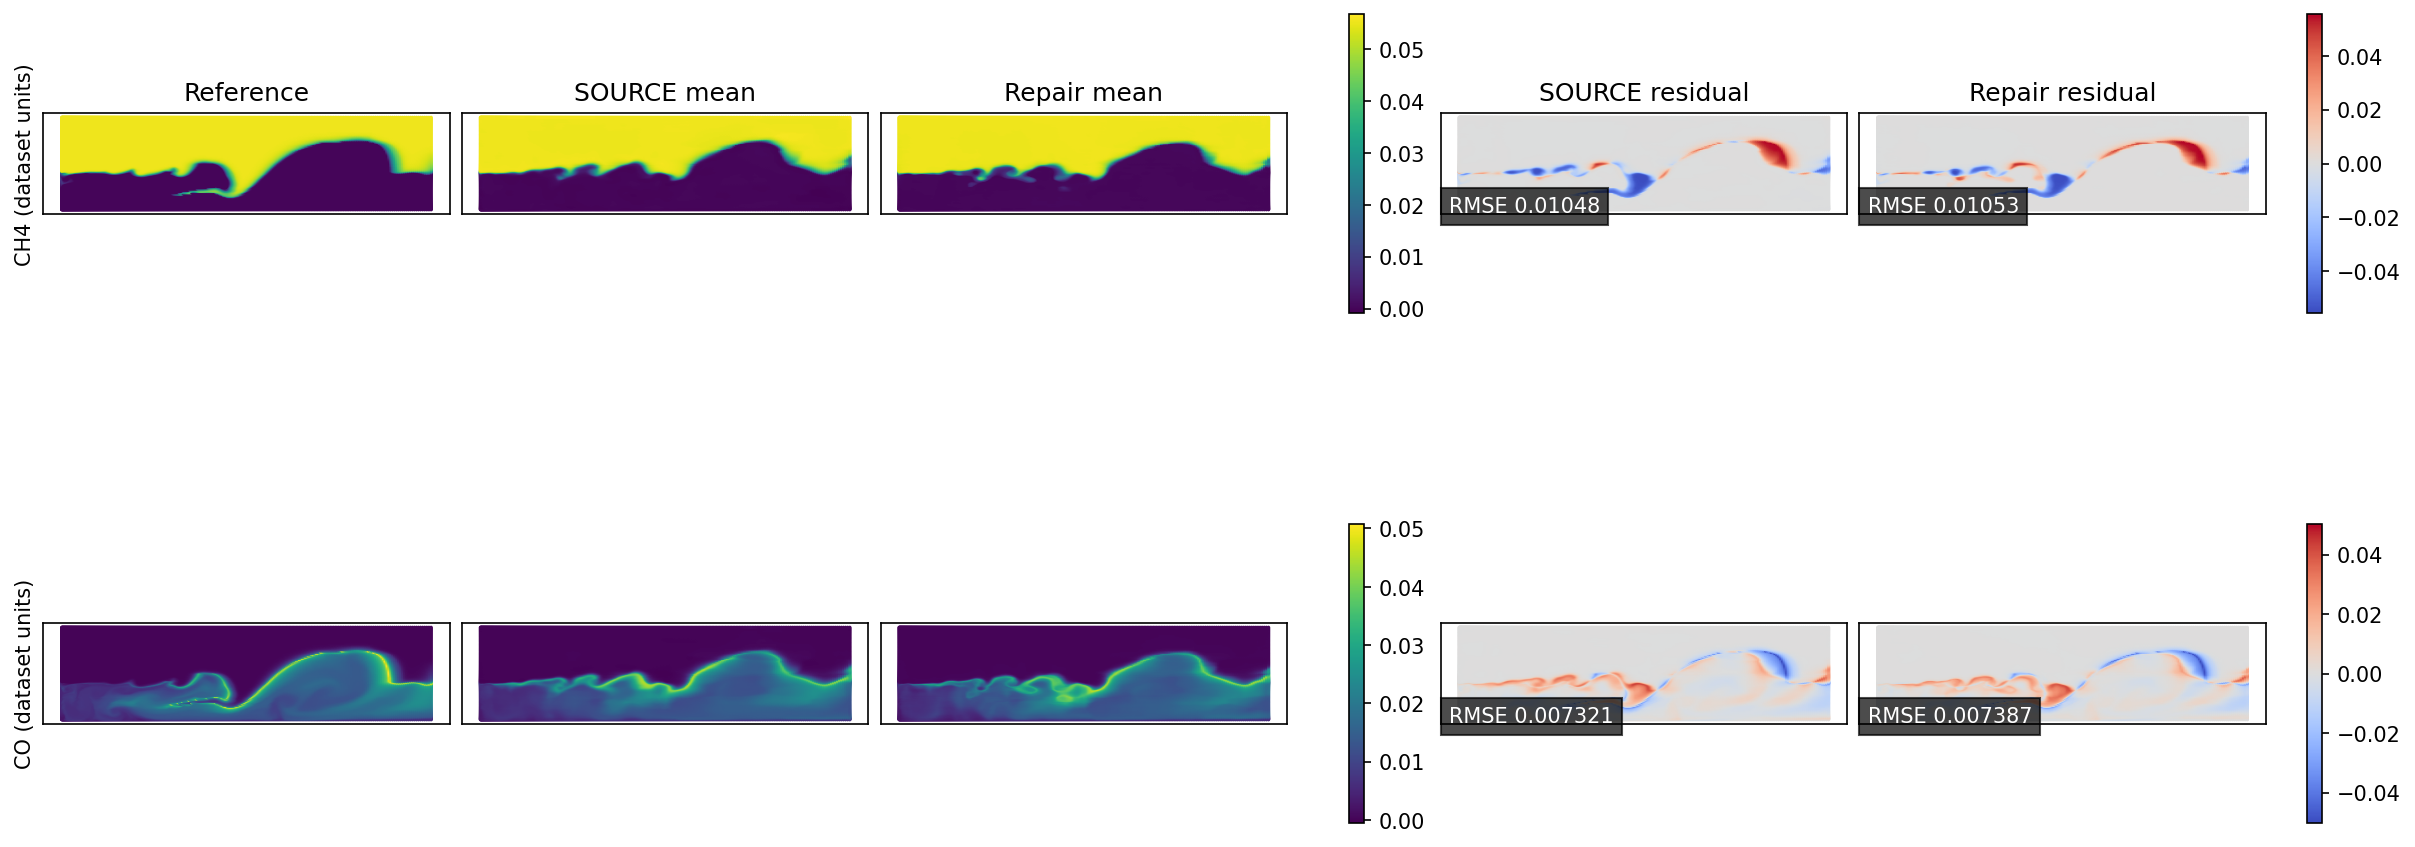 Reference
SOURCE mean
Repair mean
SOURCE residual
Repair residual
CH4 (dataset units)
0.05
0.04
0.03
0.02
0.01
0.00
RMSE 0.01048
RMSE 0.01053
0.04
0.02
0.00
−0.02
−0.04
CO (dataset units)
0.05
0.04
0.03
0.02
0.01
0.00
RMSE 0.007321
RMSE 0.007387
0.04
0.02
0.00
−0.02
−0.04